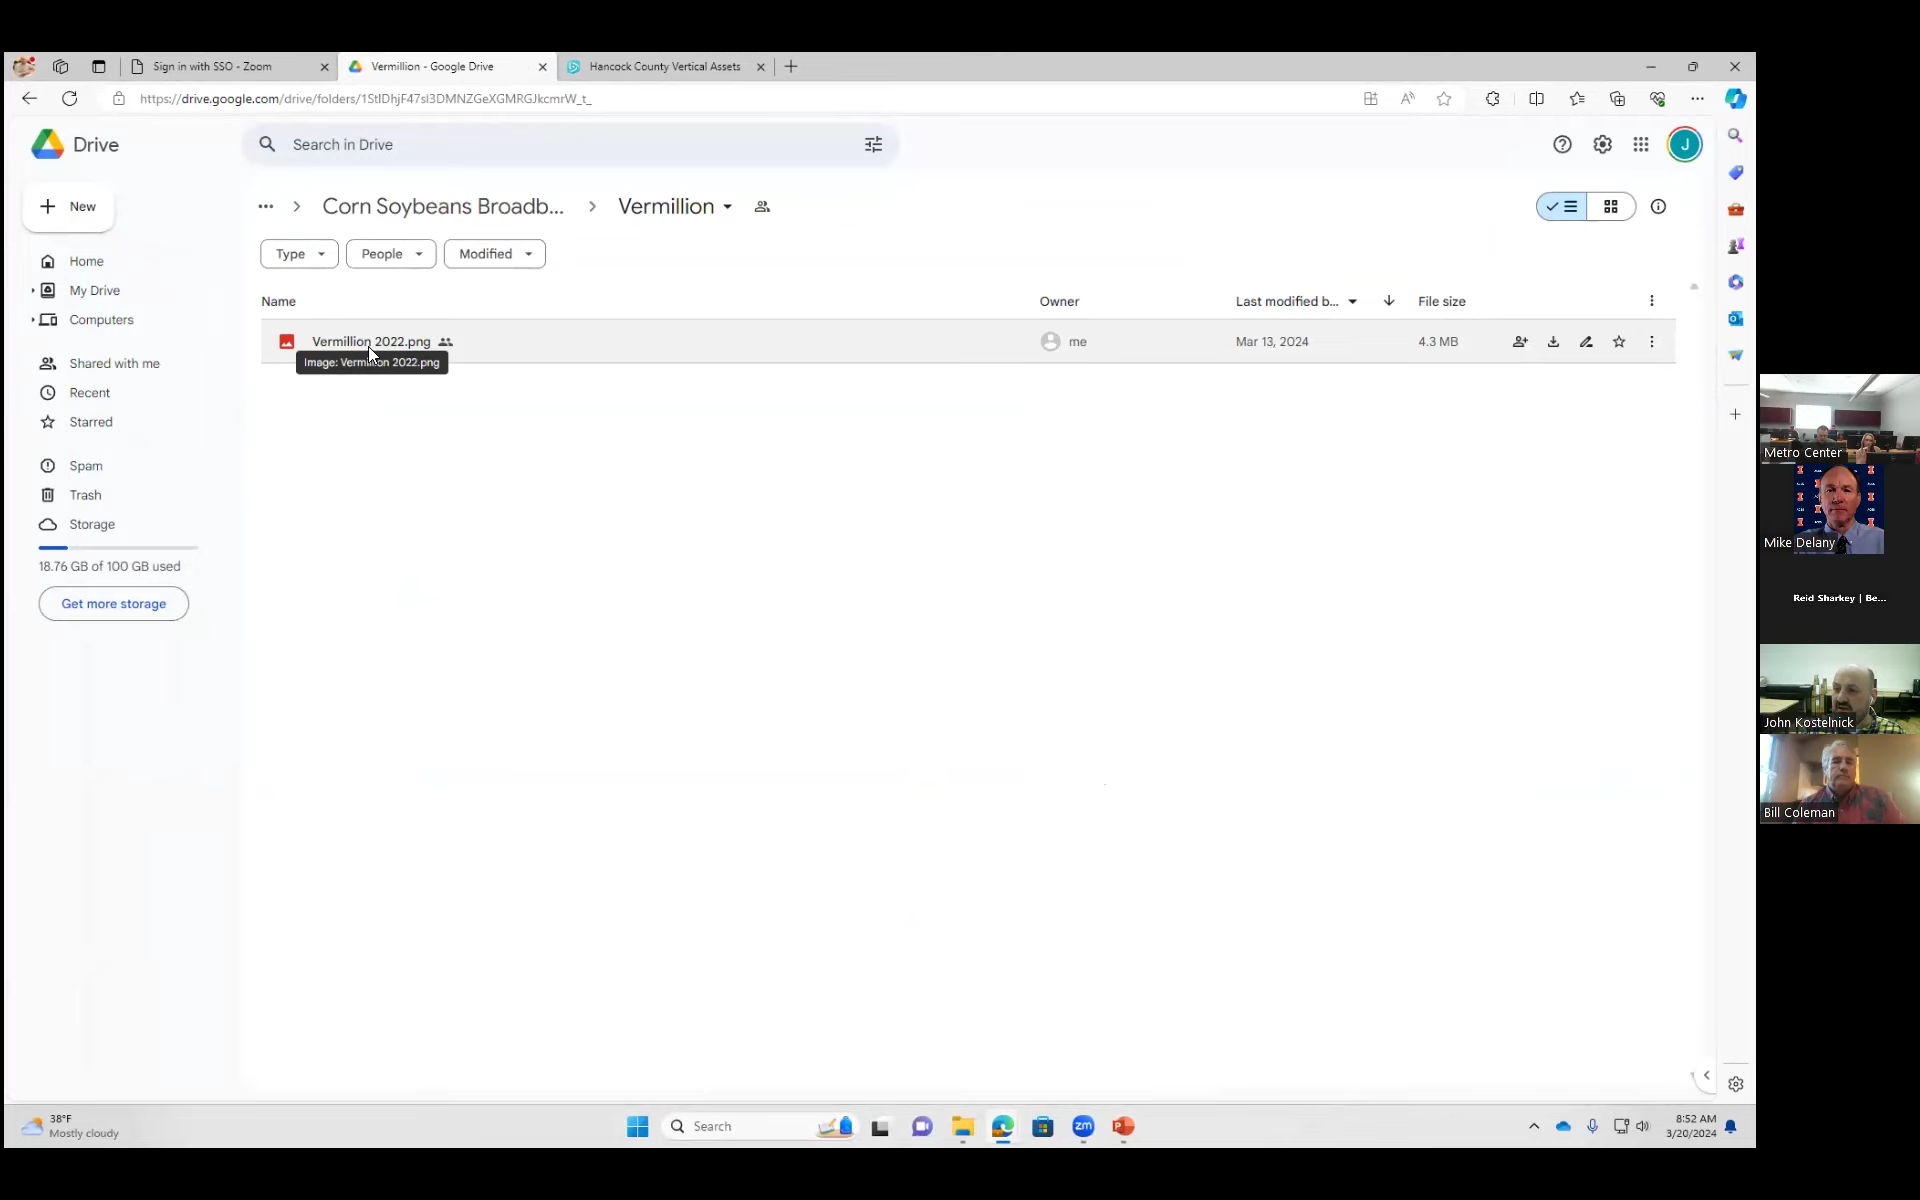 Sign in with SSO - Zoom
Vermillion - Google Drive
Hancock County Vertical Assets
https://drive.google.com/drive/folders/1StIDhjF47sI3DMNZGeXGMRGJkcmrW_t_
Drive
Search in Drive
J
New
Corn Soybeans Broadb...
Vermillion
Type
People
Modified
Home
My Drive
Computers
Shared with me
Recent
Starred
Spam
Trash
Storage
18.76 GB of 100 GB used
Get more storage
Name
Owner
Last modified b...
File size
Vermillion 2022.png
me
Mar 13, 2024
4.3 MB
Image: Vermillion 2022.png
Metro Center
Mike Delany
Reid Sharkey | Be...
John Kostelnick
Bill Coleman
38°F
Mostly cloudy
Search
zm
8:52 AM
3/20/2024